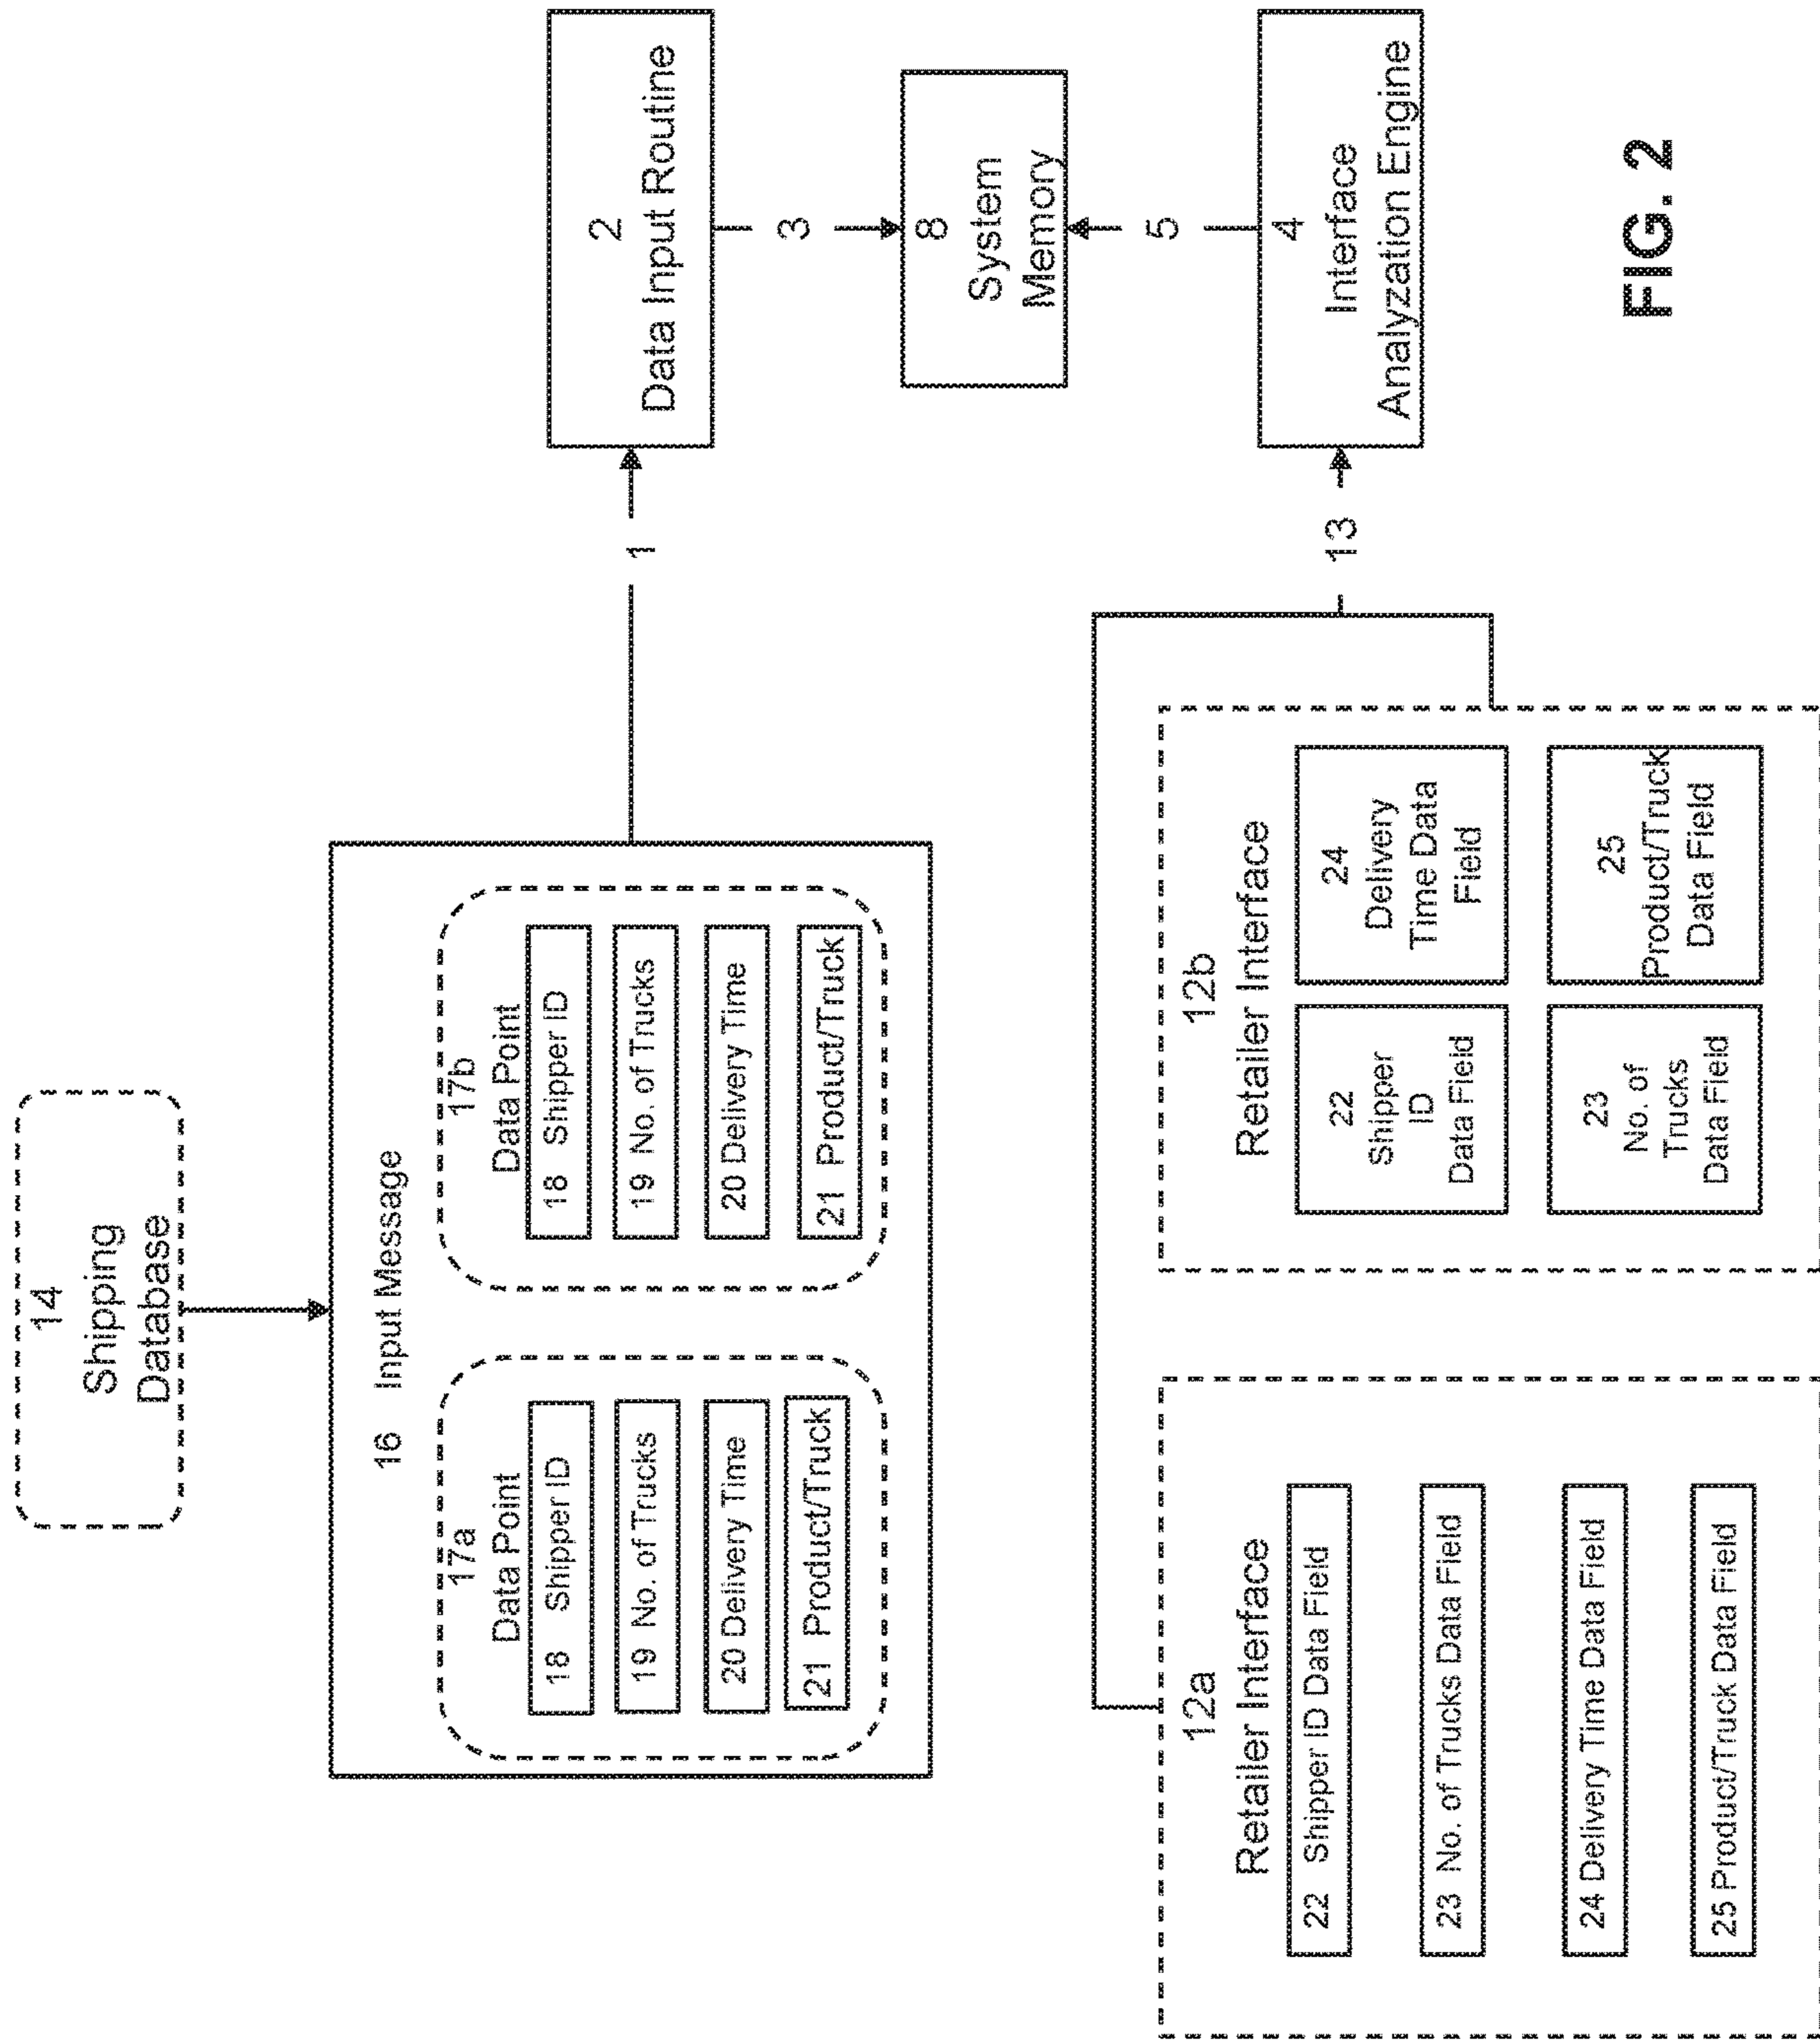 14
Shipping
Database
16 Input Message
17a
Data Point
18 Shipper ID
19 No. of Trucks
20 Delivery Time
21 Product/Truck
17b
Data Point
18 Shipper ID
19 No. of Trucks
20 Delivery Time
21 Product/Truck
1
2
Data Input Routine
3
8
System
Memory
5
4
Interface
Analyzation Engine
13
12a
Retailer Interface
22 Shipper ID Data Field
23 No. of Trucks Data Field
24 Delivery Time Data Field
25 Product/Truck Data Field
12b
Retailer Interface
22
Shipper
ID
Data Field
24
Delivery
Time Data
Field
23
No. of
Trucks
Data Field
25
Product/Truck
Data Field
FIG. 2